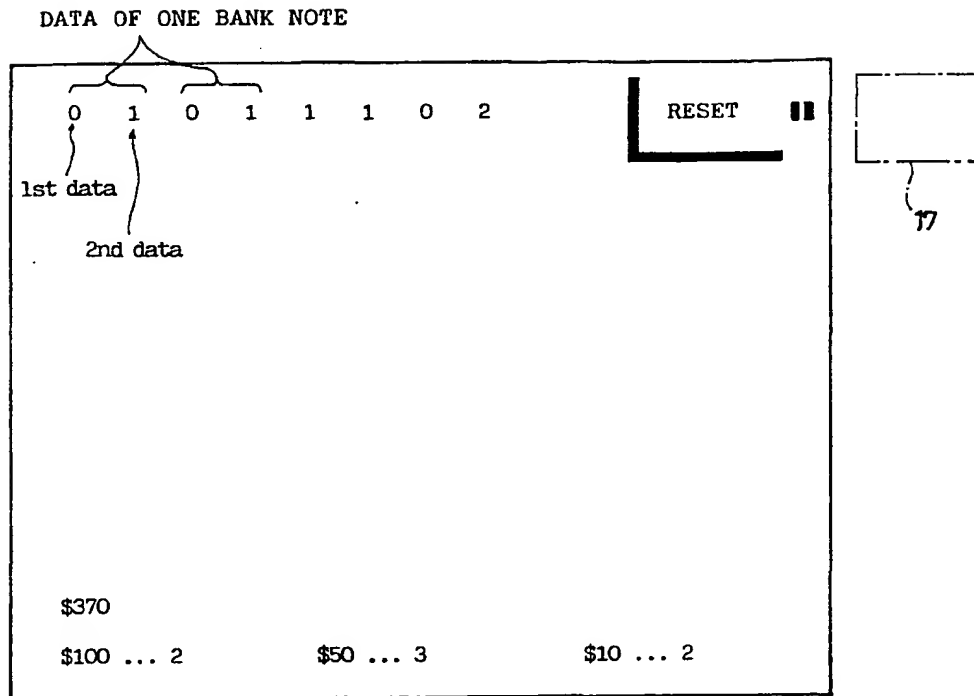 DATA OF ONE BANK NOTE
0 1 0 1 1 1 0 2 RESET
1st data
17
2nd data
$370
$100 ... 2 $50 ... 3 $10 ... 2